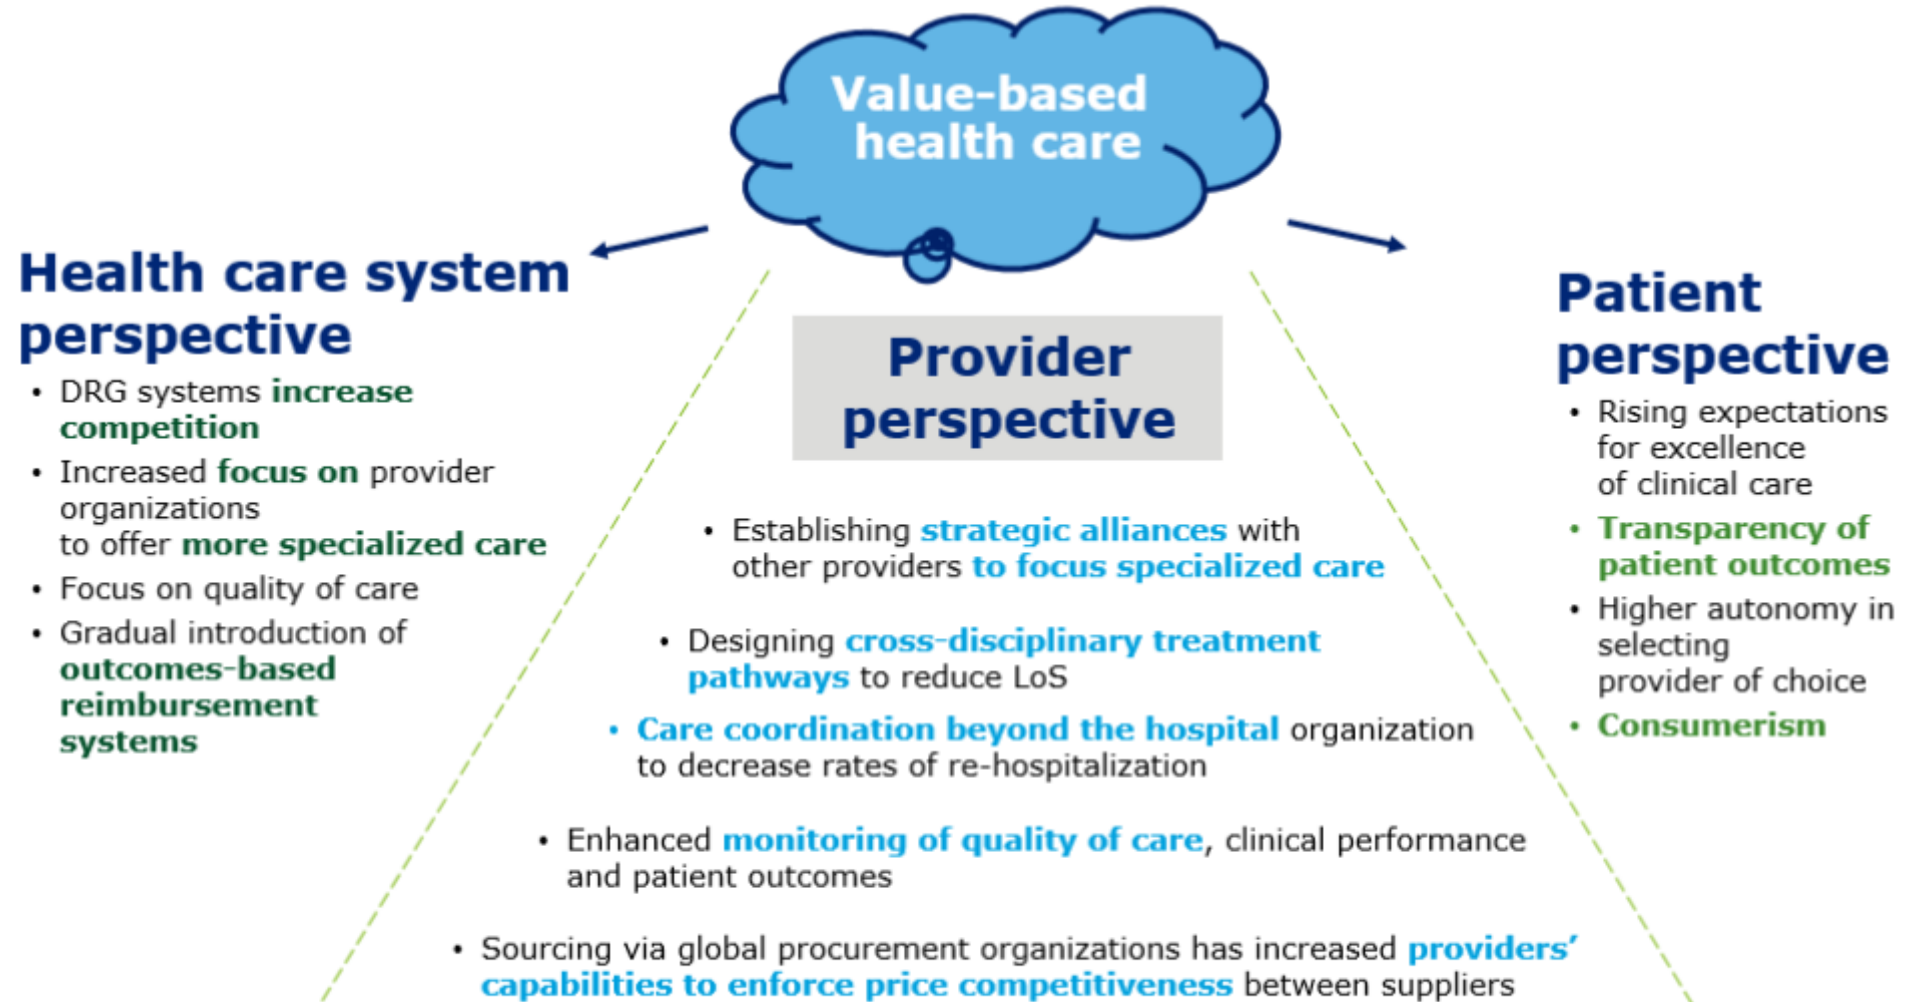 Value-based
health care
Health care system
perspective
• DRG systems increase
competition
• Increased focus on provider
organizations
to offer more specialized care
• Focus on quality of care
• Gradual introduction of
outcomes-based
reimbursement
systems
Provider
perspective
• Establishing strategic alliances with
other providers to focus specialized care
• Designing cross-disciplinary treatment
pathways to reduce LoS
• Care coordination beyond the hospital organization
to decrease rates of re-hospitalization
• Enhanced monitoring of quality of care, clinical performance
and patient outcomes
• Sourcing via global procurement organizations has increased providers’
capabilities to enforce price competitiveness between suppliers
Patient
perspective
• Rising expectations
for excellence
of clinical care
• Transparency of
patient outcomes
• Higher autonomy in
selecting
provider of choice
• Consumerism